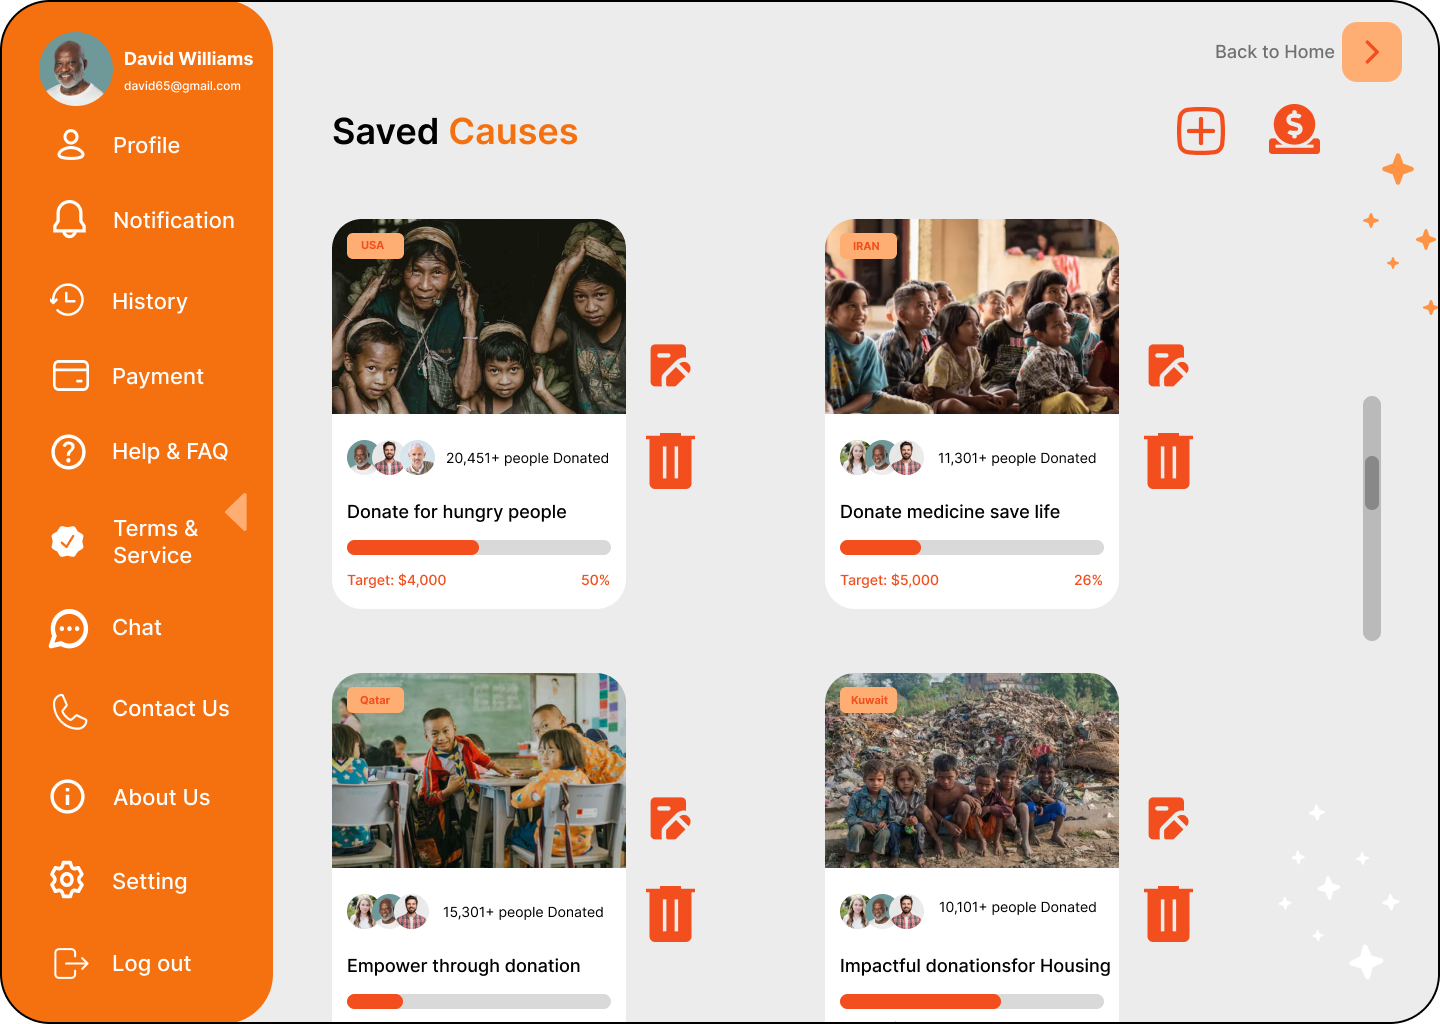 David Williams
david65@gmail.com
Profile
Notification
History
Payment
Help & FAQ
Terms &
Service
Chat
Contact Us
About Us
Setting
Log out
Back to Home
Saved Causes
USA
20,451+ people Donated
Donate for hungry people
Target: $4,000 50%
IRAN
11,301+ people Donated
Donate medicine save life
Target: $5,000 26%
Qatar
15,301+ people Donated
Empower through donation
Kuwait
10,101+ people Donated
Impactful donationsfor Housing